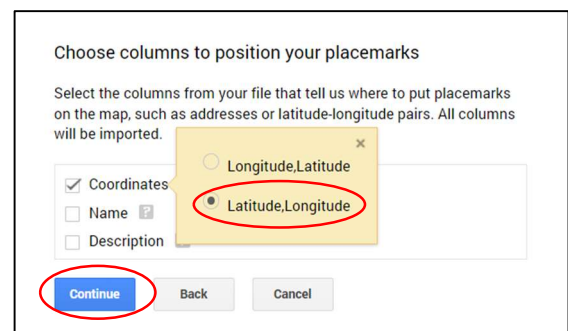 Choose columns to position your placemarks
Select the columns from your file that tell us where to put placemarks
on the map, such as addresses or latitude-longitude pairs. All columns
will be imported.
×
Longitude,Latitude
Latitude,Longitude
Coordinates
Name ?
Description
Continue Back Cancel